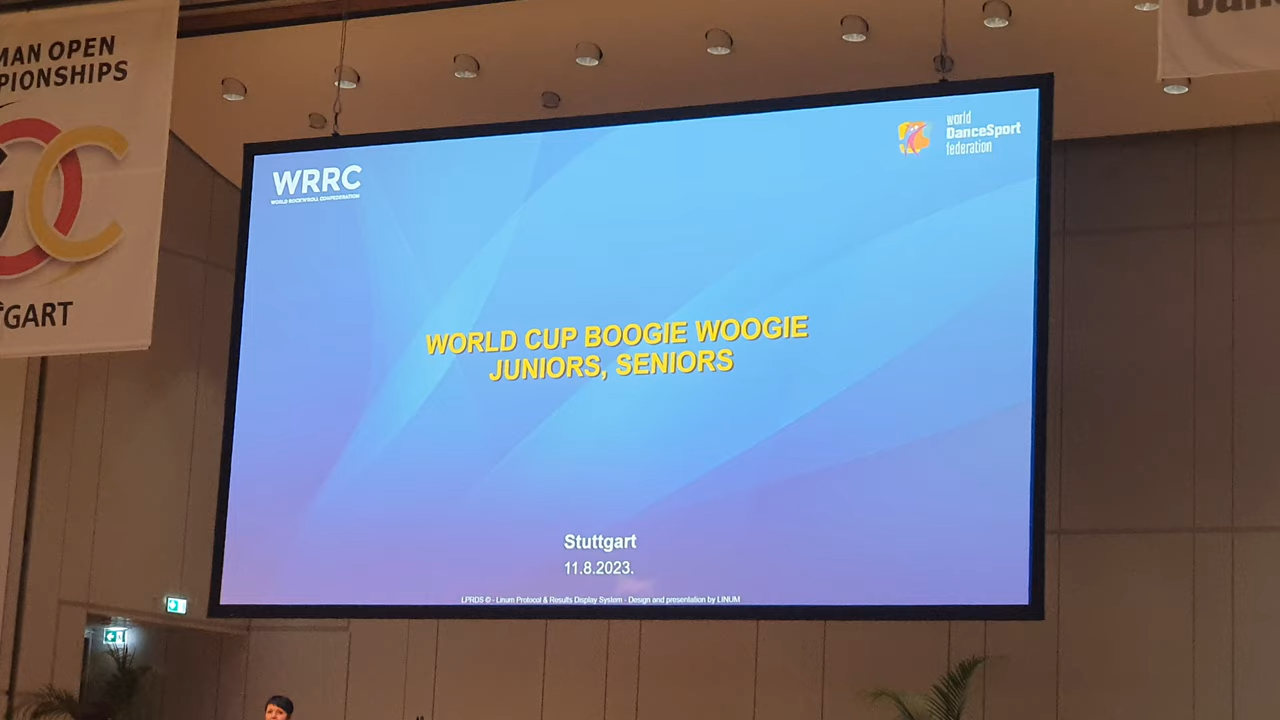 MAN OPEN
PIONSHIPS
TGART
WRRC
WORLD ROCK'N'ROLL CONFEDERATION
world
DanceSport
federation
WORLD CUP BOOGIE WOOGIE
JUNIORS, SENIORS
Stuttgart
11.8.2023.
LPRDS © - Linum Protocol & Results Display System - Design and presentation by LINUM